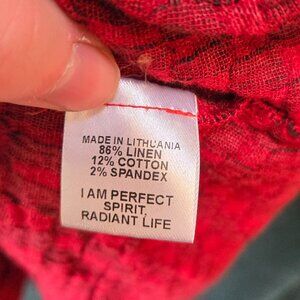 MADE IN LITHUANIA
86% LINEN
12% COTTON
2% SPANDEX
I AM PERFECT
SPIRIT,
RADIANT LIFE